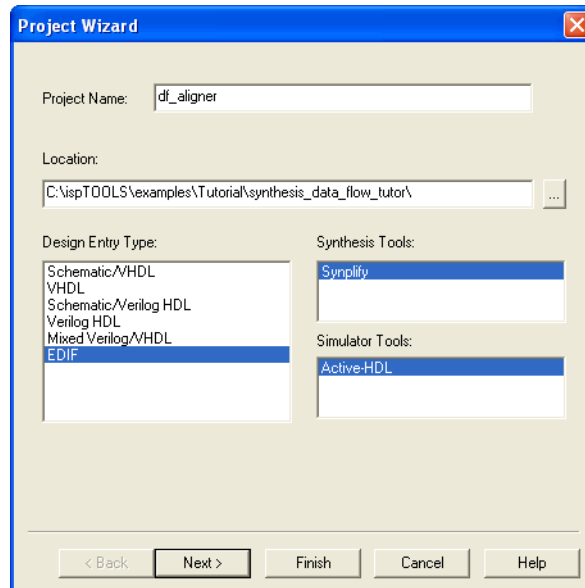 Project Wizard
Project Name:
df_aligner
Location:
C:\ispTOOLS\examples\Tutorial\synthesis_data_flow_tutor\
...
Design Entry Type:
Schematic/VHDL
VHDL
Schematic/Verilog HDL
Verilog HDL
Mixed Verilog/VHDL
EDIF
Synthesis Tools:
Synplify
Simulator Tools:
Active-HDL
< Back
Next >
Finish
Cancel
Help